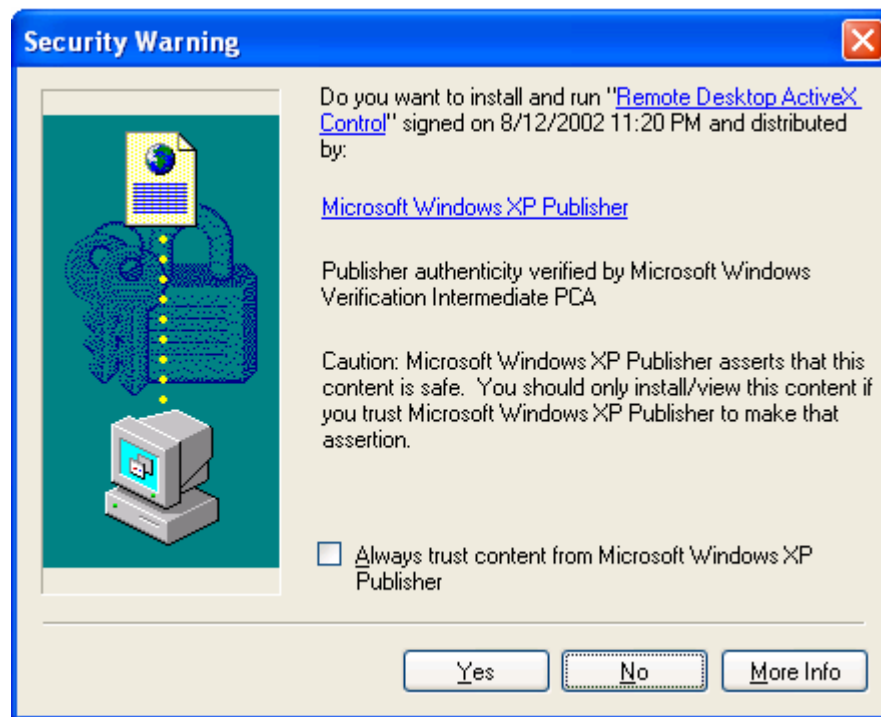 Security Warning
Do you want to install and run "Remote Desktop ActiveX
Control" signed on 8/12/2002 11:20 PM and distributed
by:
Microsoft Windows XP Publisher
Publisher authenticity verified by Microsoft Windows
Verification Intermediate PCA
Caution: Microsoft Windows XP Publisher asserts that this
content is safe.  You should only install/view this content if
you trust Microsoft Windows XP Publisher to make that
assertion.
Always trust content from Microsoft Windows XP
Publisher
Yes No More Info